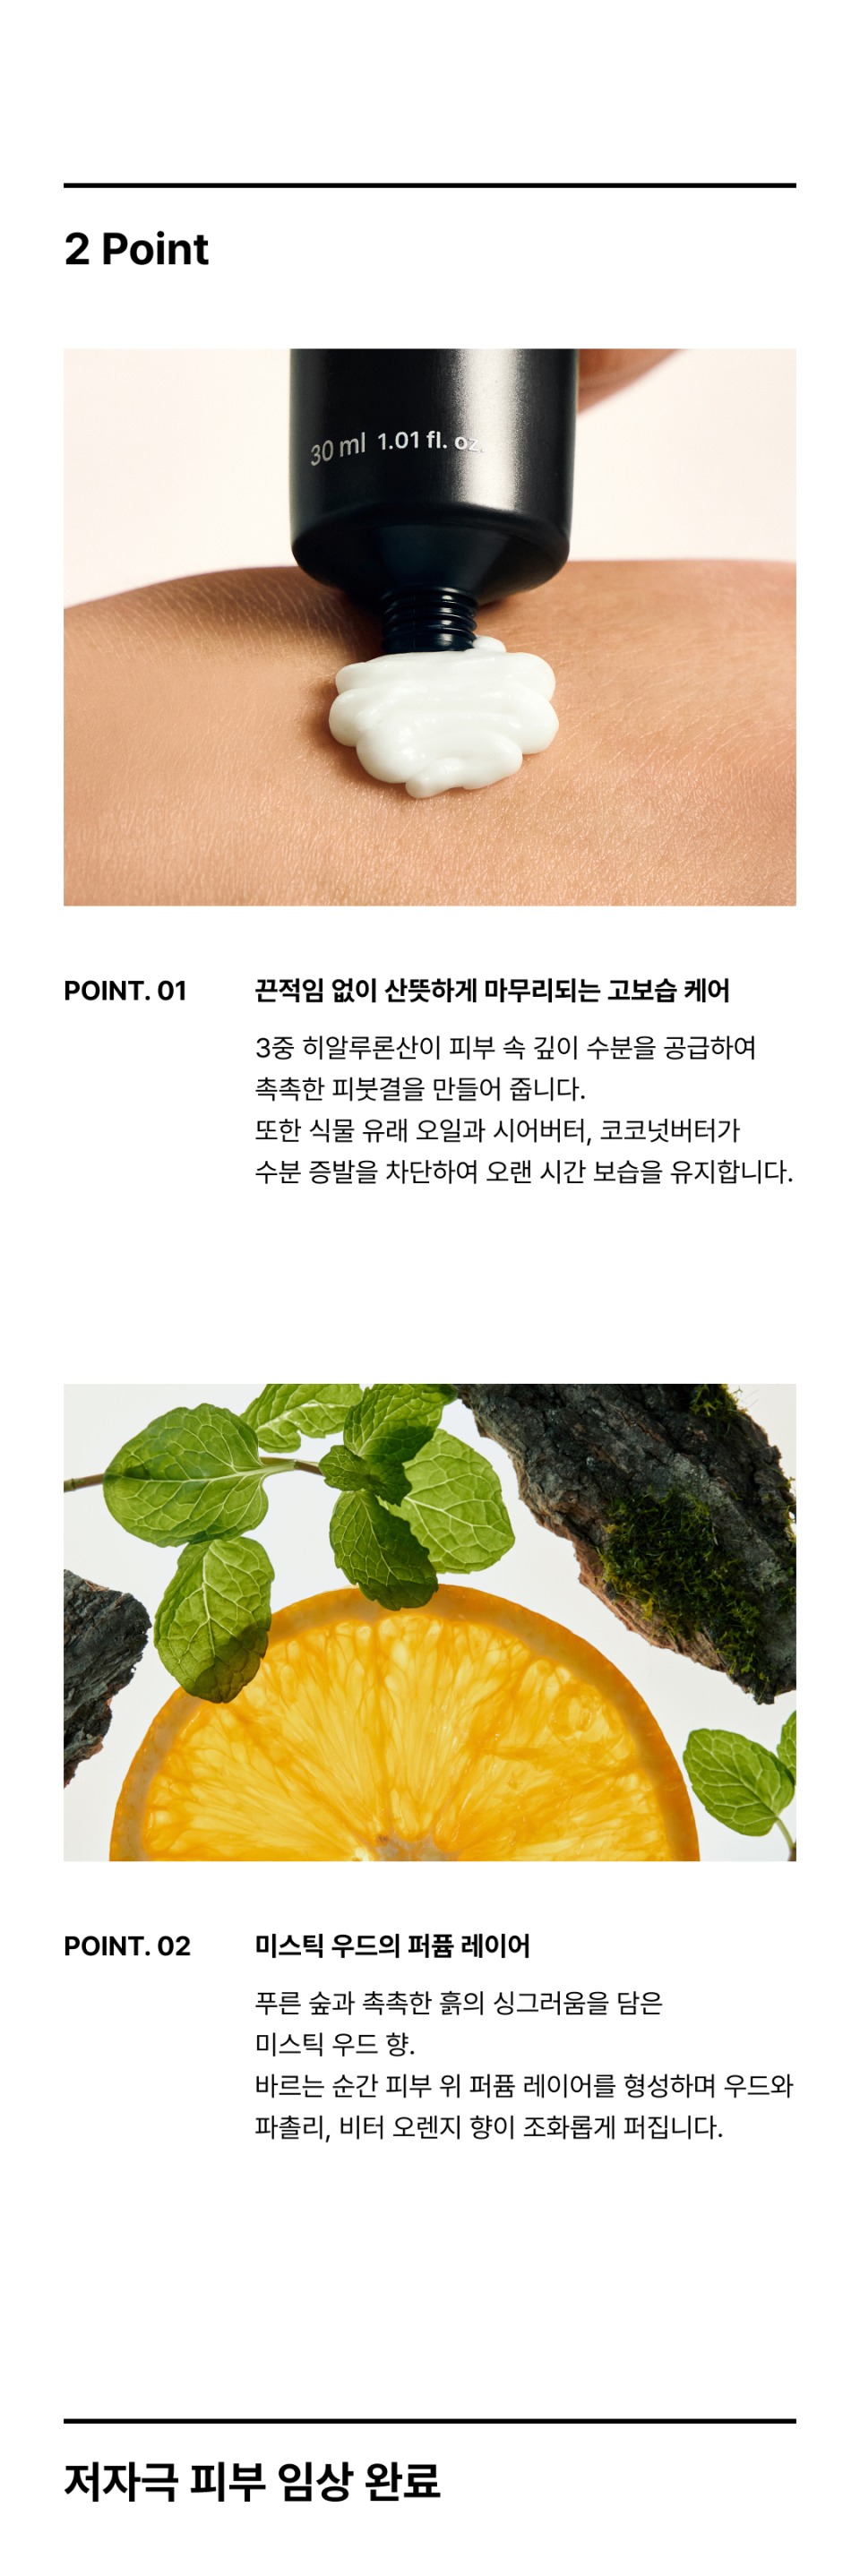 2 Point
30 ml 1.01 fl. oz.
POINT. 01
끈적임 없이 산뜻하게 마무리되는 고보습 케어
3중 히알루론산이 피부 속 깊이 수분을 공급하여
촉촉한 피붓결을 만들어 줍니다.
또한 식물 유래 오일과 시어버터, 코코넛버터가
수분 증발을 차단하여 오랜 시간 보습을 유지합니다.
POINT. 02
미스틱 우드의 퍼퓸 레이어
푸른 숲과 촉촉한 흙의 싱그러움을 담은
미스틱 우드 향.
바르는 순간 피부 위 퍼퓸 레이어를 형성하며 우드와
파촐리, 비터 오렌지 향이 조화롭게 퍼집니다.
저자극 피부 임상 완료